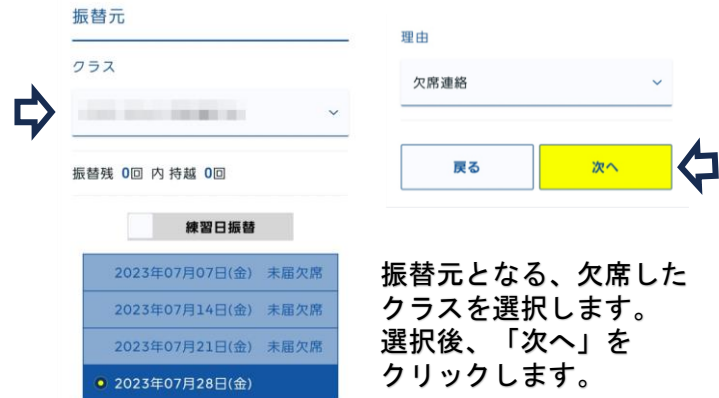 振替元
クラス
振替残 0回 内 持越 0回
練習日振替
2023年07月07日(金) 未届欠席
2023年07月14日(金) 未届欠席
2023年07月21日(金) 未届欠席
2023年07月28日(金)
理由
欠席連絡
戻る
次へ
振替元となる、欠席した
クラスを選択します。
選択後、「次へ」を
クリックします。